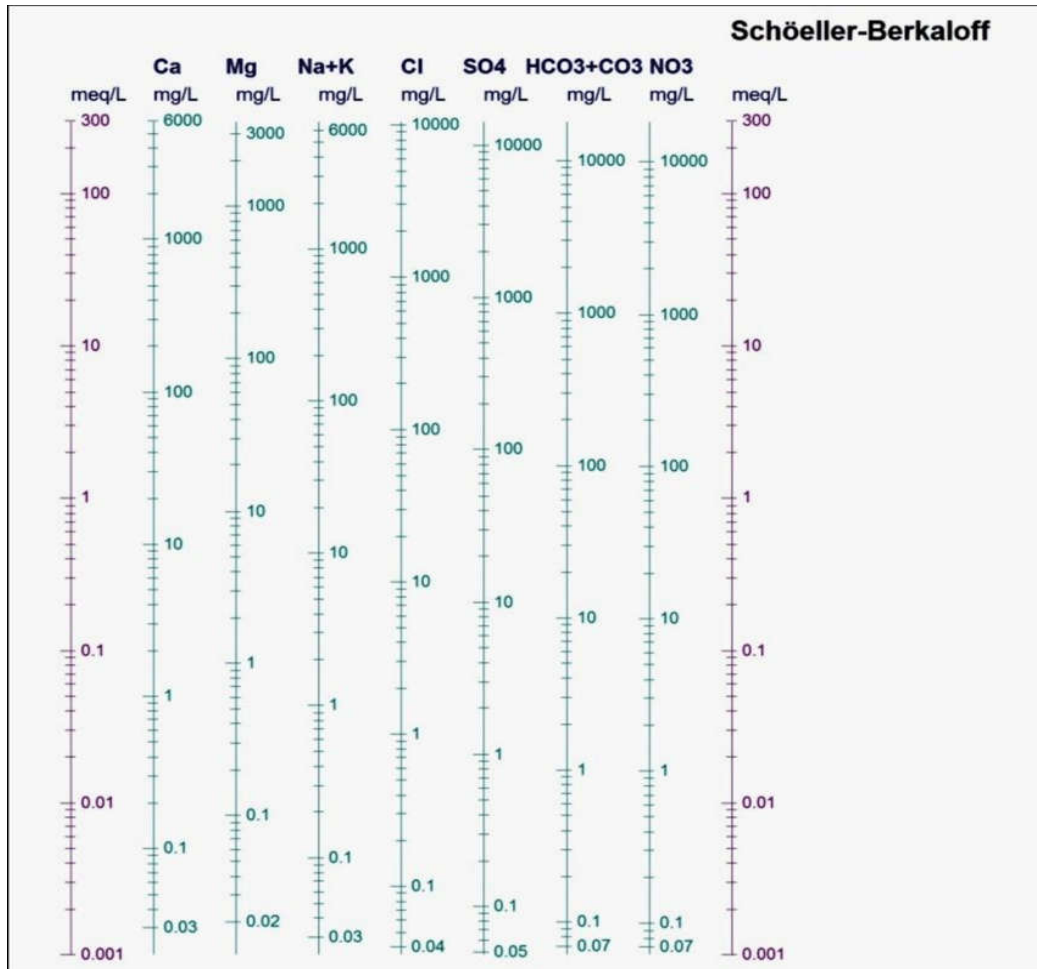 Schöeller-Berkaloff
Ca Mg Na+K Cl SO4 HCO3+CO3 NO3
meq/L mg/L mg/L mg/L mg/L mg/L mg/L mg/L meq/L
300 6000 3000 6000 10000 10000 10000 10000 300
100 1000 1000 1000 1000 1000 1000 1000 100
10 100 100 100 100 100 100 100 10
1 10 10 10 10 10 10 10 1
0.1 1 1 1 1 1 1 1 0.1
0.01 0.1 0.1 0.1 0.1 0.1 0.1 0.1 0.01
0.001 0.03 0.02 0.03 0.04 0.05 0.07 0.07 0.001